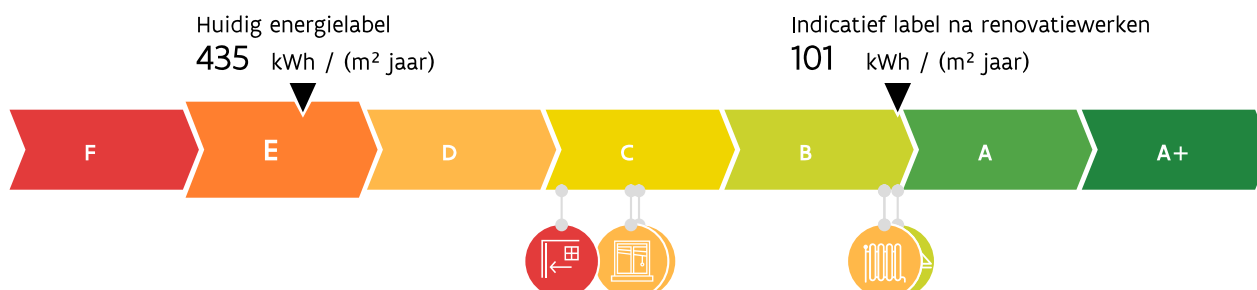 Huidig energielabel
435 kWh / (m² jaar)
Indicatief label na renovatiewerken
101 kWh / (m² jaar)
F E D C B A A+